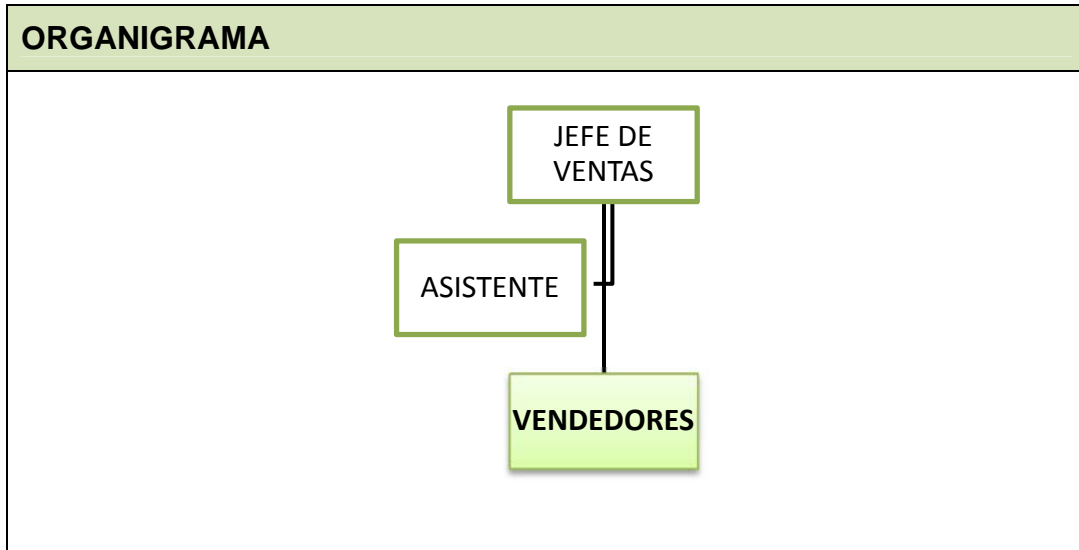 ORGANIGRAMA
JEFE DE
VENTAS
ASISTENTE
VENDEDORES